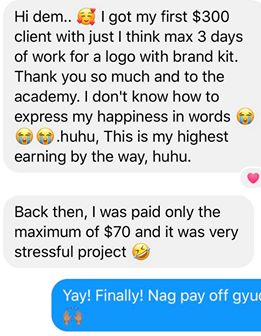 Hi dem.. 🥰 I got my first $300
client with just I think max 3 days
of work for a logo with brand kit.
Thank you so much and to the
academy. I don't know how to
express my happiness in words 😭
😭😭.huhu, This is my highest
earning by the way, huhu.
Back then, I was paid only the
maximum of $70 and it was very
stressful project 🤣
Yay! Finally! Nag pay off
🙌🏽